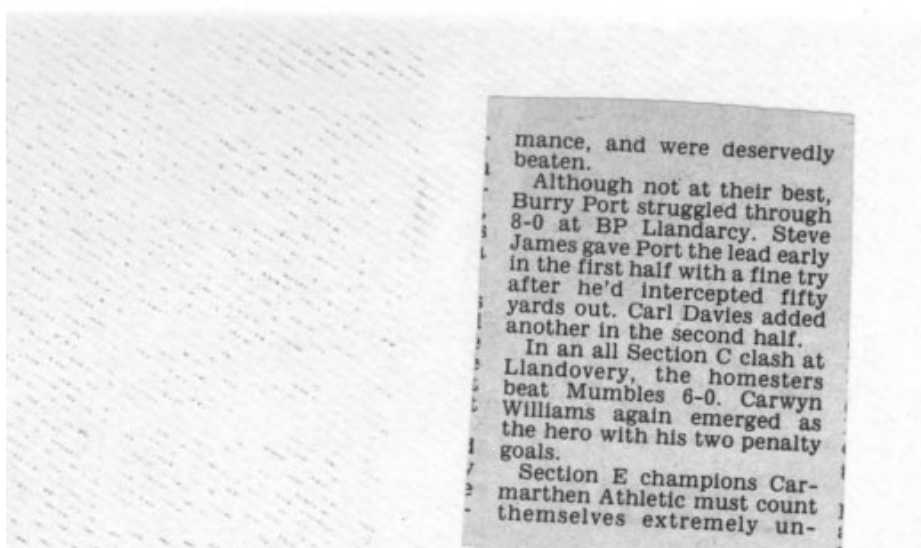 mance, and were deservedly
beaten.
Although not at their best,
Burry Port struggled through
8-0 at BP Llandarcy. Steve
James gave Port the lead early
in the first half with a fine try
after he'd intercepted fifty
yards out. Carl Davies added
another in the second half.
In an all Section C clash at
Llandovery, the homesters
beat Mumbles 6-0. Carwyn
Williams again emerged as
the hero with his two penalty
goals.
Section E champions Car-
marthen Athletic must count
themselves extremely un-